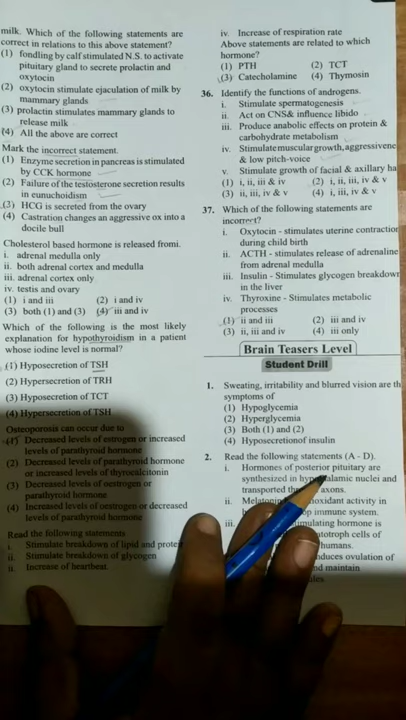 milk. Which of the following statements are
correct in relations to this above statement?
(1) fondling by calf stimulated N.S. to activate
pituitary gland to secrete prolactin and
oxytocin
(2) oxytocin stimulate ejaculation of milk by
mammary glands
(3) prolactin stimulates mammary glands to
release milk
(4) All the above are correct
Mark the incorrect statement.
(1) Enzyme secretion in pancreas is stimulated
by CCK hormone
(2) Failure of the testosterone secretion results
in eunuchoidism
(3) HCG is secreted from the ovary
(4) Castration changes an aggressive ox into a
docile bull
Cholesterol based hormone is released fromi.
i. adrenal medulla only
ii. both adrenal cortex and medulla
iii. adrenal cortex only
iv. testis and ovary
(1) i and iii (2) i and iv
(3) both (1) and (3) (4) iii and iv
Which of the following is the most likely
explanation for hypothyroidism in a patient
whose iodine level is normal?
(1) Hyposecretion of TSH
(2) Hypersecretion of TRH
(3) Hyposecretion of TCT
(4) Hypersecretion of TSH
Osteoporosis can occur due to
(1) Decreased levels of estrogen or increased
levels of parathyroid hormone
(2) Decreased levels of parathyroid hormone
or increased levels of thyrocalcitonin
(3) Decreased levels of oestrogen or
parathyroid hormone
(4) Increased levels of oestrogen or decreased
levels of parathyroid hormone
Read the following statements
i. Stimulate breakdown of lipid and protei
ii. Stimulate breakdown of glycogen
ii. Increase of heartbeat.
iv. Increase of respiration rate
Above statements are related to which
hormone?
(1) PTH (2) TCT
(3) Catecholamine (4) Thymosin
36. Identify the functions of androgens.
i. Stimulate spermatogenesis
ii. Act on CNS& influence libido
iii. Produce anabolic effects on protein &
carbohydrate metabolism
iv. Stimulate muscular growth, aggressivene
& low pitch-voice
v. Stimulate growth of facial & axillary ha
(1) i, ii, iii & iv (2) i, ii, iii, iv & v
(3) ii, iii, iv & v (4) i, iii, iv & v
37. Which of the following statements are
incorrect?
i. Oxytocin - Stimulates uterine contraction
during child birth
ii. ACTH - stimulates release of adrenaline
from adrenal medulla
iii. Insulin - Stimulates glycogen breakdown
in the liver
iv. Thyroxine - Stimulates metabolic
processes
(1) ii and iii (2) iii and iv
(3) ii, iii and iv (4) iii only
Brain Teasers Level
Student Drill
1. Sweating, irritability and blurred vision are th
symptoms of
(1) Hypoglycemia
(2) Hyperglycemia
(3) Both (1) and (2)
(4) Hyposecretionof insulin
2. Read the following statements (A - D).
i. Hormones of posterior pituitary are
synthesized in nuclei and
transported axons.
ii. activity in
immune system.
iii. hormone is
cells of
humans.
ovulation of
maintain